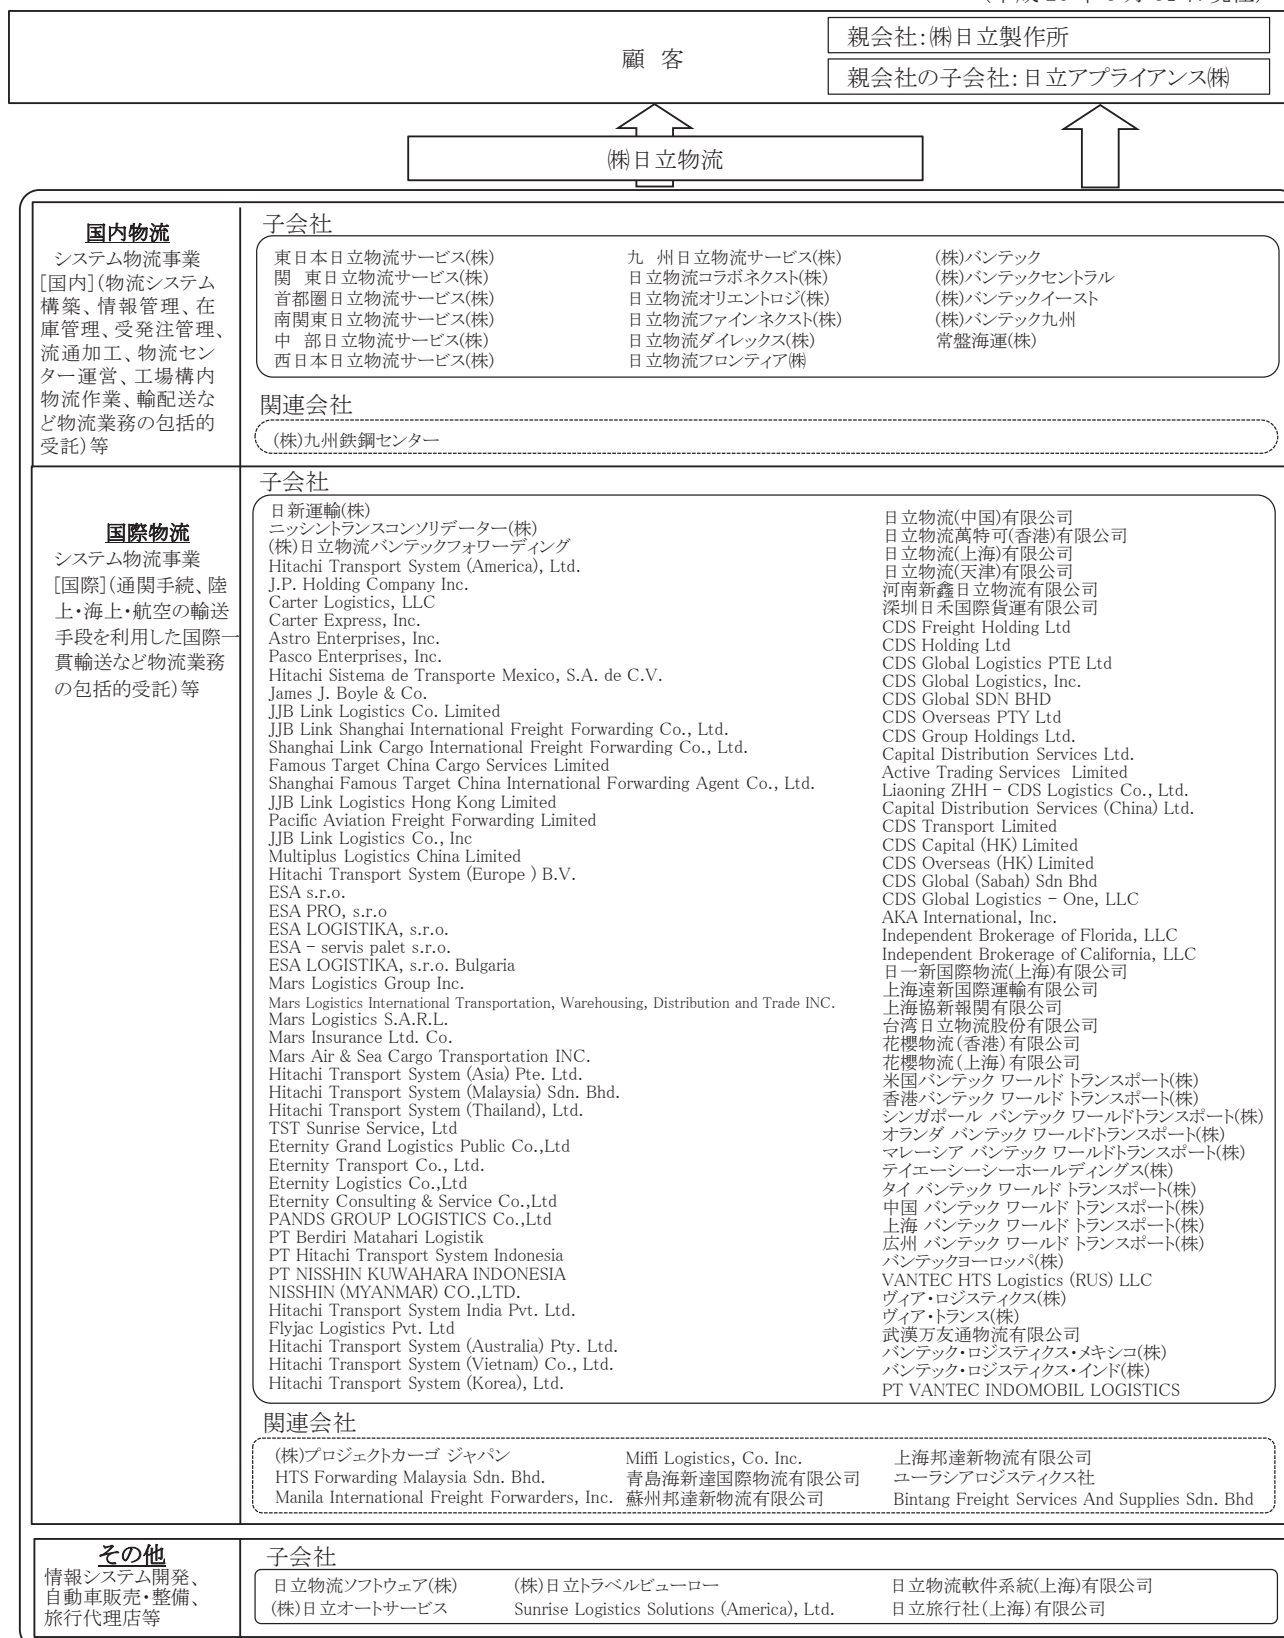 顧 客
親会社：㈱日立製作所
親会社の子会社：日立アプライアンス㈱
㈱日立物流
国内物流
システム物流事業
[国内](物流システム
構築、情報管理、在
庫管理、受発注管理、
流通加工、物流セン
ター運営、工場構内
物流作業、輸配送な
ど物流業務の包括的
受託)等
子会社
東日本日立物流サービス(株)
関 東日立物流サービス(株)
首都圏日立物流サービス(株)
南関東日立物流サービス(株)
中 部日立物流サービス(株)
西日本日立物流サービス(株)
九 州日立物流サービス(株)
日立物流コラボネクスト(株)
日立物流オリエントロジ(株)
日立物流ファインネクスト(株)
日立物流ダイレックス(株)
日立物流フロンティア㈱
(株)バンテック
(株)バンテックセントラル
(株)バンテックイースト
(株)バンテック九州
常盤海運(株)
関連会社
(株)九州鉄鋼センター
国際物流
システム物流事業
[国際](通関手続、陸
上・海上・航空の輸送
手段を利用した国際一
貫輸送など物流業務
の包括的受託)等
子会社
日新運輸(株)
ニッシントランスコンソリデーター(株)
(株)日立物流バンテックフォワーディング
Hitachi Transport System (America), Ltd.
J.P. Holding Company Inc.
Carter Logistics, LLC
Carter Express, Inc.
Astro Enterprises, Inc.
Pasco Enterprises, Inc.
Hitachi Sistema de Transporte Mexico, S.A. de C.V.
James J. Boyle & Co.
JJB Link Logistics Co. Limited
JJB Link Shanghai International Freight Forwarding Co., Ltd.
Shanghai Link Cargo International Freight Forwarding Co., Ltd.
Famous Target China Cargo Services Limited
Shanghai Famous Target China International Forwarding Agent Co., Ltd.
JJB Link Logistics Hong Kong Limited
Pacific Aviation Freight Forwarding Limited
JJB Link Logistics Co., Inc
Multiplus Logistics China Limited
Hitachi Transport System (Europe ) B.V.
ESA s.r.o.
ESA PRO, s.r.o
ESA LOGISTIKA, s.r.o.
ESA - servis palet s.r.o.
ESA LOGISTIKA, s.r.o. Bulgaria
Mars Logistics Group Inc.
Mars Logistics International Transportation, Warehousing, Distribution and Trade INC.
Mars Logistics S.A.R.L.
Mars Insurance Ltd. Co.
Mars Air & Sea Cargo Transportation INC.
Hitachi Transport System (Asia) Pte. Ltd.
Hitachi Transport System (Malaysia) Sdn. Bhd.
Hitachi Transport System (Thailand), Ltd.
TST Sunrise Service, Ltd
Eternity Grand Logistics Public Co.,Ltd
Eternity Transport Co., Ltd.
Eternity Logistics Co.,Ltd
Eternity Consulting & Service Co.,Ltd
PANDS GROUP LOGISTICS Co.,Ltd
PT Berdiri Matahari Logistik
PT Hitachi Transport System Indonesia
PT NISSHIN KUWAHARA INDONESIA
NISSHIN (MYANMAR) CO.,LTD.
Hitachi Transport System India Pvt. Ltd.
Flyjac Logistics Pvt. Ltd
Hitachi Transport System (Australia) Pty. Ltd.
Hitachi Transport System (Vietnam) Co., Ltd.
Hitachi Transport System (Korea), Ltd.
日立物流(中国)有限公司
日立物流萬特可(香港)有限公司
日立物流(上海)有限公司
日立物流(天津)有限公司
河南新鑫日立物流有限公司
深圳日禾国際貨運有限公司
CDS Freight Holding Ltd
CDS Holding Ltd
CDS Global Logistics PTE Ltd
CDS Global Logistics, Inc.
CDS Global SDN BHD
CDS Overseas PTY Ltd
CDS Group Holdings Ltd.
Capital Distribution Services Ltd.
Active Trading Services Limited
Liaoning ZHH - CDS Logistics Co., Ltd.
Capital Distribution Services (China) Ltd.
CDS Transport Limited
CDS Capital (HK) Limited
CDS Overseas (HK) Limited
CDS Global (Sabah) Sdn Bhd
CDS Global Logistics - One, LLC
AKA International, Inc.
Independent Brokerage of Florida, LLC
Independent Brokerage of California, LLC
日一新国際物流(上海)有限公司
上海遠新国際運輸有限公司
上海協新報関有限公司
台湾日立物流股份有限公司
花櫻物流(香港)有限公司
花櫻物流(上海)有限公司
米国バンテック ワールド トランスポート(株)
香港バンテック ワールド トランスポート(株)
シンガポール バンテック ワールドトランスポート(株)
オランダ バンテック ワールドトランスポート(株)
マレーシア バンテック ワールドトランスポート(株)
テイエーシーシーホールディングス(株)
タイ バンテック ワールド トランスポート(株)
中国 バンテック ワールド トランスポート(株)
上海 バンテック ワールド トランスポート(株)
広州 バンテック ワールド トランスポート(株)
バンテックヨーロッパ(株)
VANTEC HTS Logistics (RUS) LLC
ヴィア・ロジスティクス(株)
ヴィア・トランス(株)
武漢万友通物流有限公司
バンテック・ロジスティクス・メキシコ(株)
バンテック・ロジスティクス・インド(株)
PT VANTEC INDOMOBIL LOGISTICS
関連会社
(株)プロジェクトカーゴ ジャパン
HTS Forwarding Malaysia Sdn. Bhd.
Manila International Freight Forwarders, Inc.
Miffi Logistics, Co. Inc.
青島海新達国際物流有限公司
蘇州邦達新物流有限公司
上海邦達新物流有限公司
ユーラシアロジスティクス社
Bintang Freight Services And Supplies Sdn. Bhd
その他
情報システム開発、
自動車販売・整備、
旅行代理店等
子会社
日立物流ソフトウェア(株)
(株)日立オートサービス
(株)日立トラベルビューロー
Sunrise Logistics Solutions (America), Ltd.
日立物流軟件系統(上海)有限公司
日立旅行社(上海)有限公司